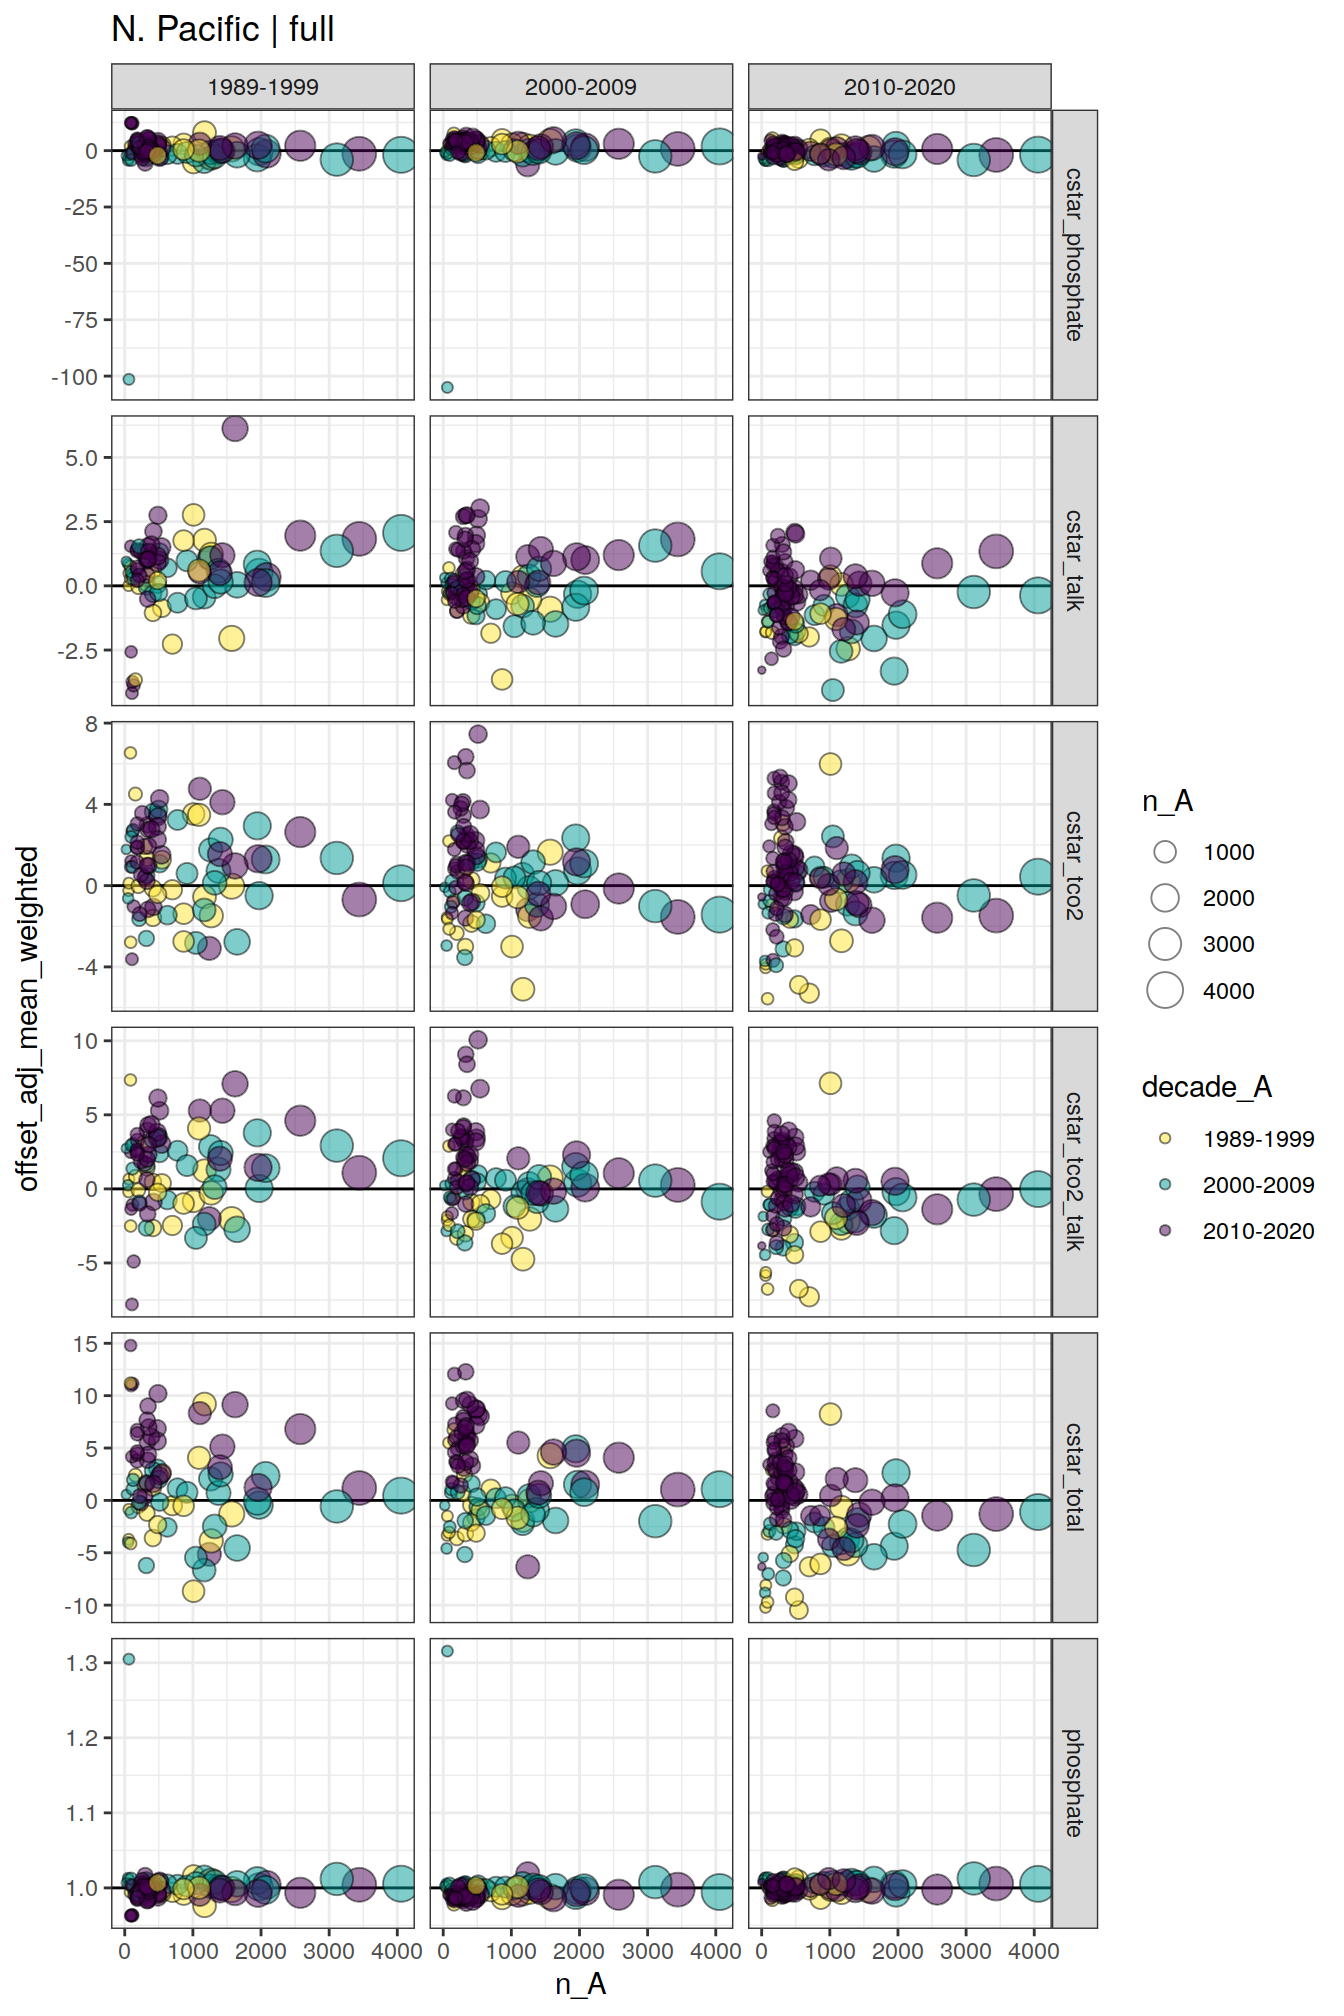 N. Pacific | full
1989-1999
2000-2009
2010-2020
0
-25
-50
-75
-100
cstar_phosphate
5.0
2.5
0.0
-2.5
cstar_talk
8
4
0
-4
cstar_tco2
10
5
0
-5
cstar_tco2_talk
15
10
5
0
-5
-10
cstar_total
1.3
1.2
1.1
1.0
phosphate
0 1000 2000 3000 4000
0 1000 2000 3000 4000
0 1000 2000 3000 4000
n_A
offset_adj_mean_weighted
n_A
1000
2000
3000
4000
decade_A
1989-1999
2000-2009
2010-2020